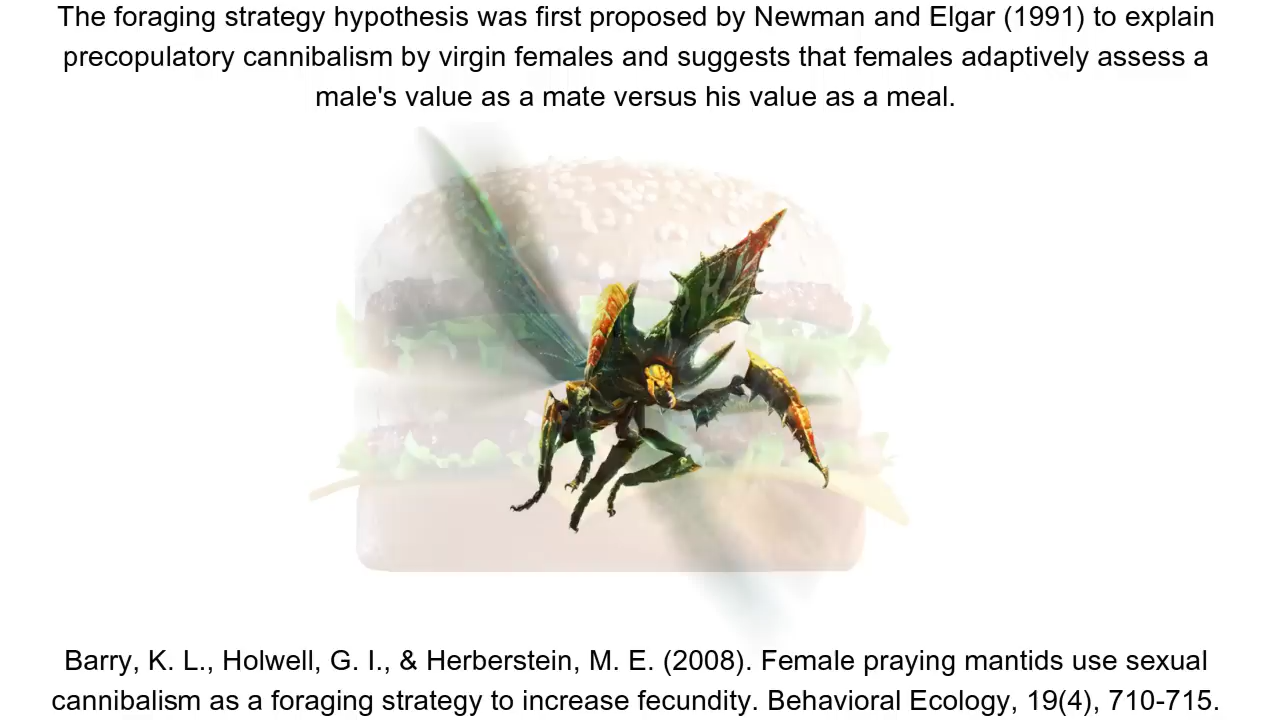 The foraging strategy hypothesis was first proposed by Newman and Elgar (1991) to explain
precopulatory cannibalism by virgin females and suggests that females adaptively assess a
male's value as a mate versus his value as a meal.
Barry, K. L., Holwell, G. I., & Herberstein, M. E. (2008). Female praying mantids use sexual
cannibalism as a foraging strategy to increase fecundity. Behavioral Ecology, 19(4), 710-715.